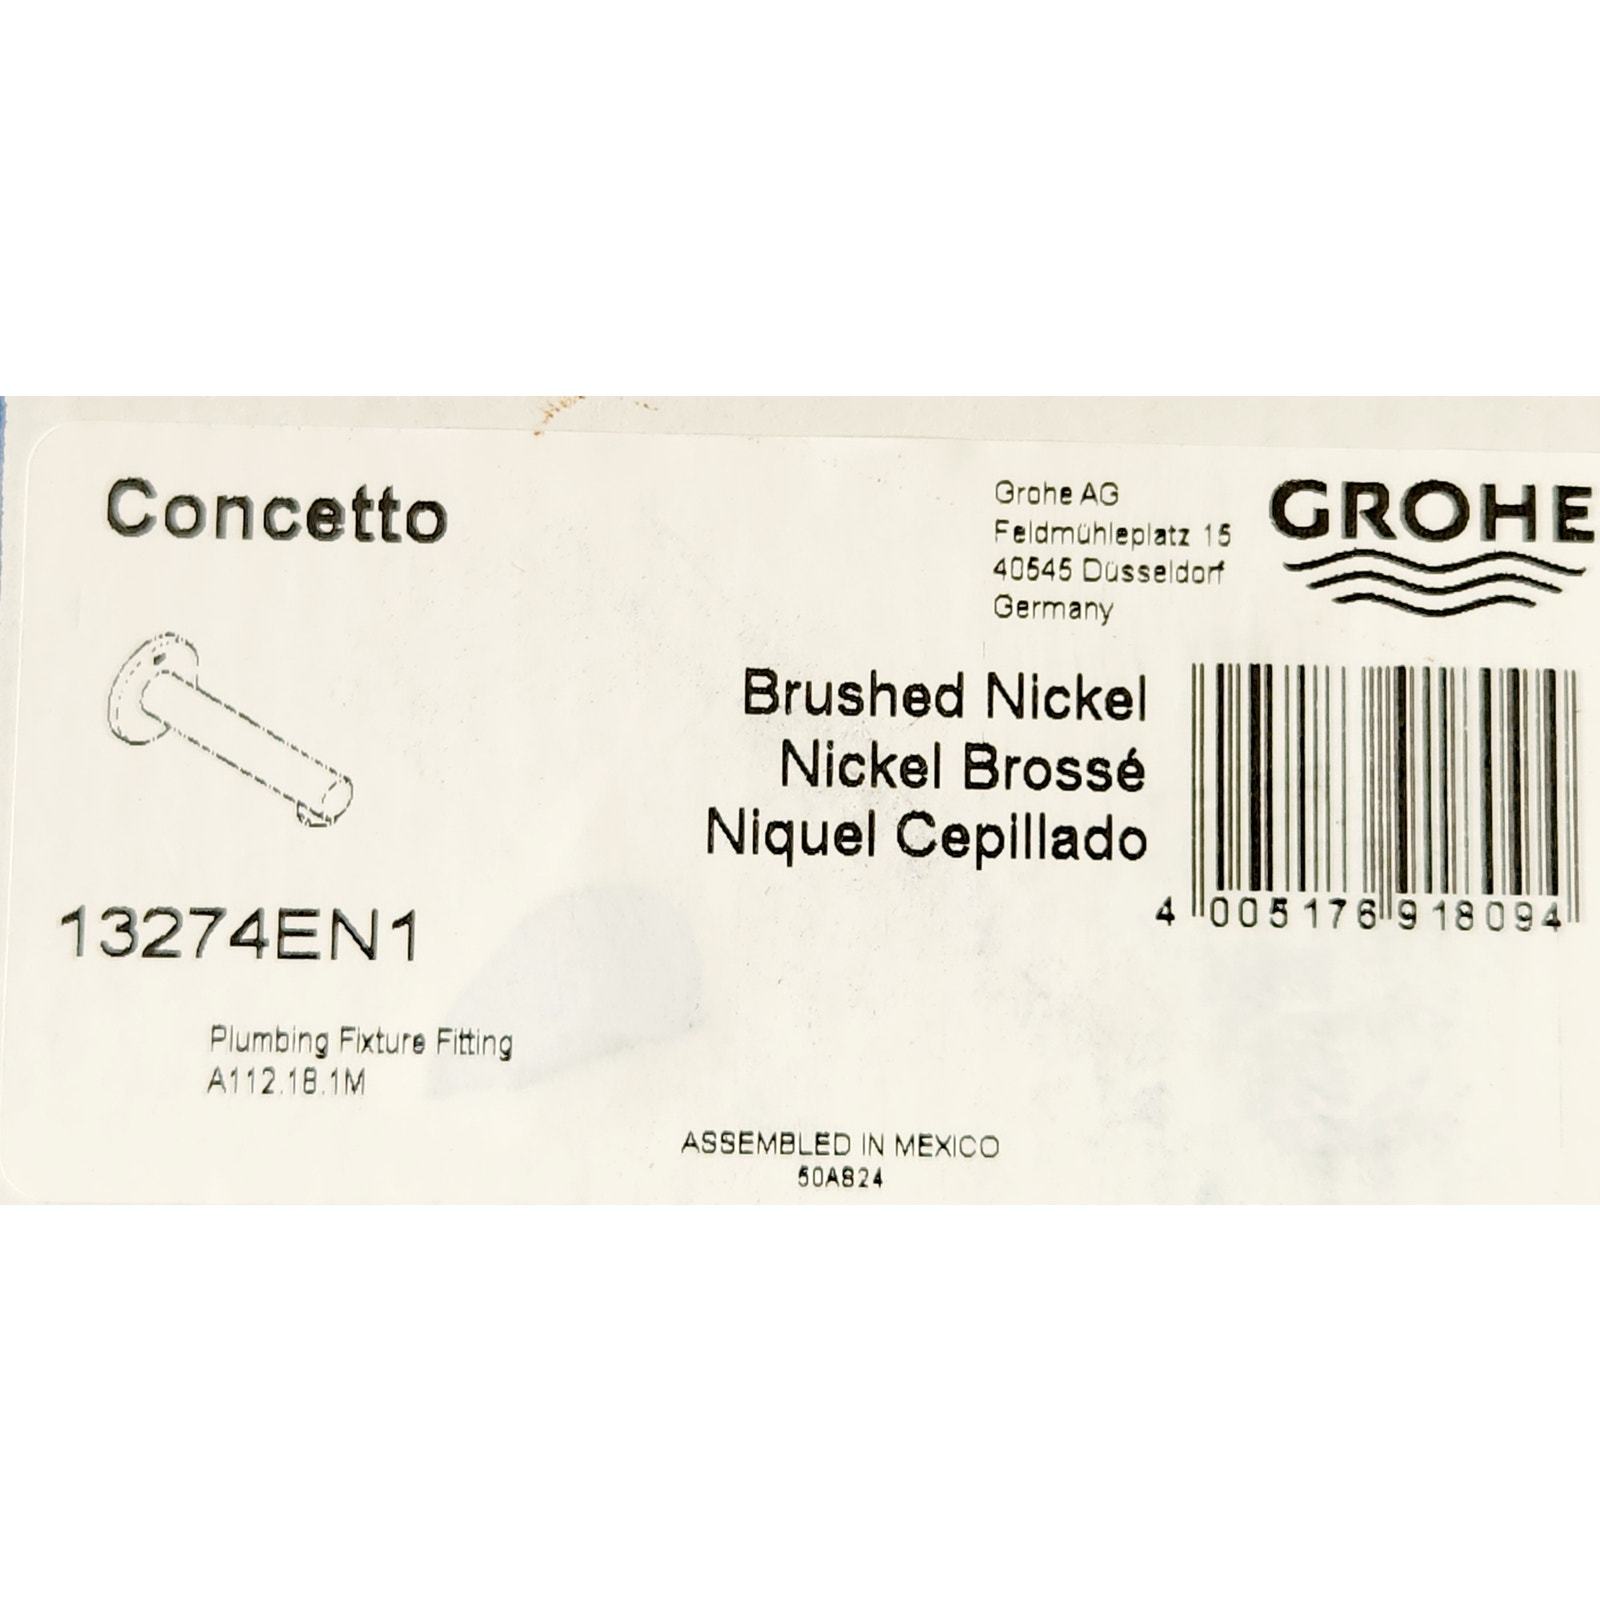 Concetto
Grohe AG
Feldmühleplatz 15
40545 Düsseldorf
Germany
GROHE
Brushed Nickel
Nickel Brossé
Niquel Cepillado
4 005176 918094
13274EN1
Plumbing Fixture Fitting
A112.18.1M
ASSEMBLED IN MEXICO
50A824